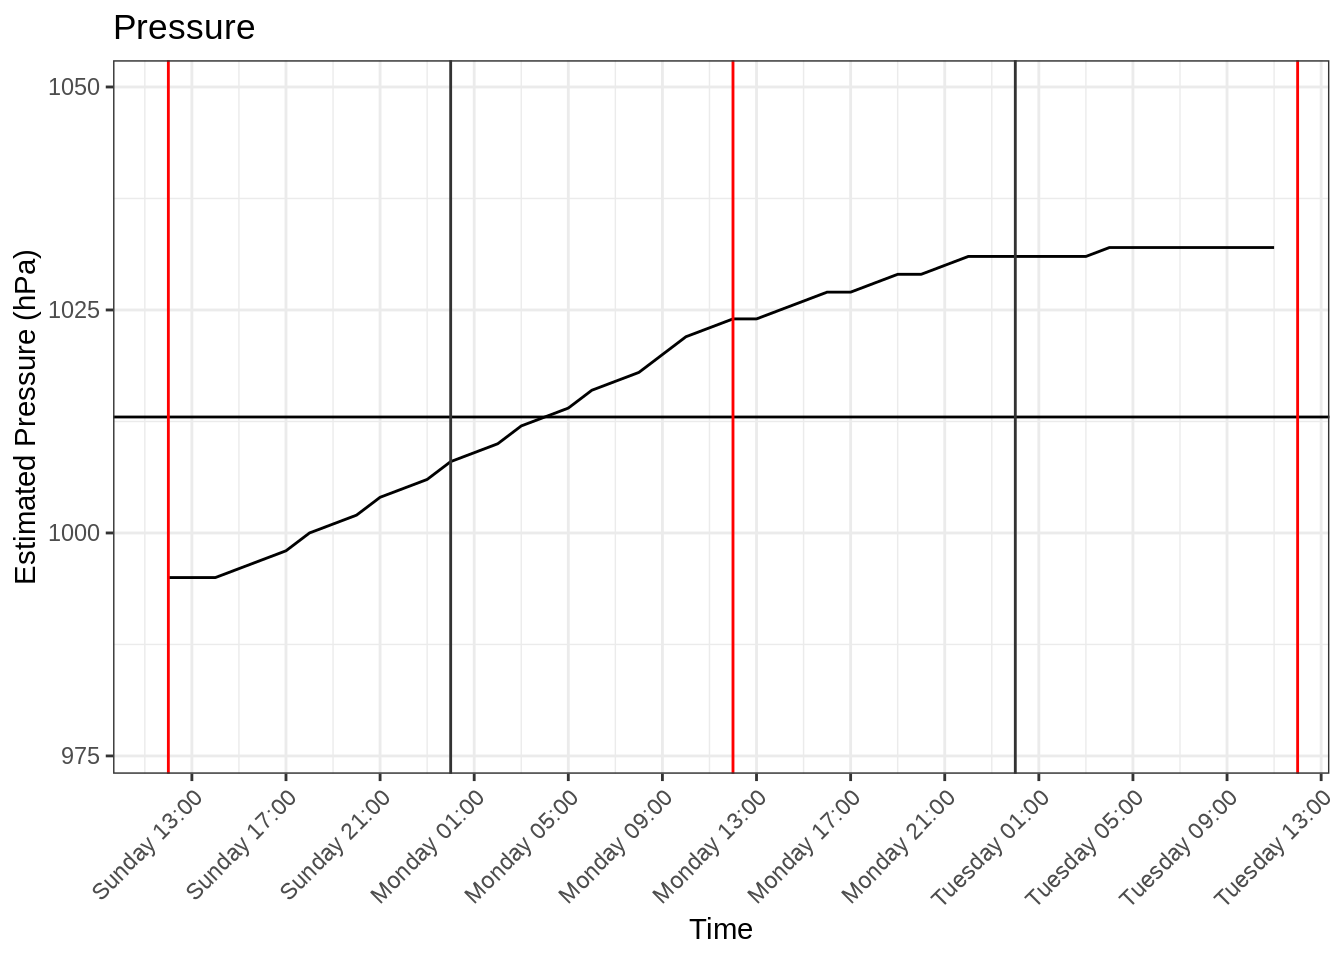 Pressure
1050
1025
1000
975
Estimated Pressure (hPa)
Sunday 13:00
Sunday 17:00
Sunday 21:00
Monday 01:00
Monday 05:00
Monday 09:00
Monday 13:00
Monday 17:00
Monday 21:00
Tuesday 01:00
Tuesday 05:00
Tuesday 09:00
Tuesday 13:00
Time